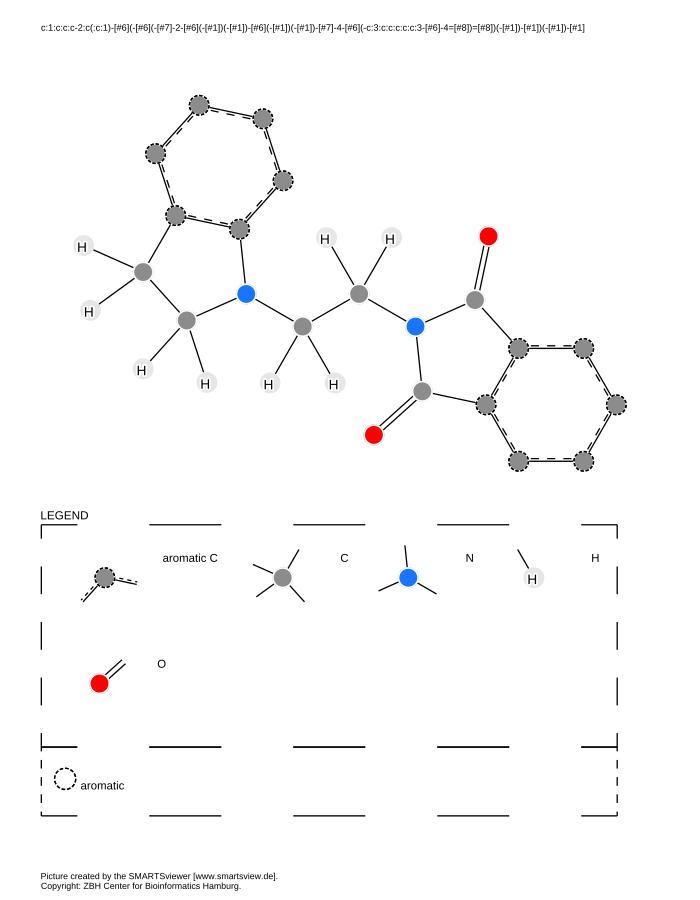 c:1:c:c:c-2:c(:c:1)-[#6](-[#6](-[#7]-2-[#6](-[#1])(-[#1])-[#6](-[#1])(-[#1])-[#7]-4-[#6](-c:3:c:c:c:c:c:3-[#6]-4=[#8])=[#8])(-[#1])-[#1])(-[#1])-[#1]
H H
H
H
H
H
H H
LEGEND
aromatic C C N H
H
O
aromatic
Picture created by the SMARTSviewer [www.smartsview.de].
Copyright: ZBH Center for Bioinformatics Hamburg.